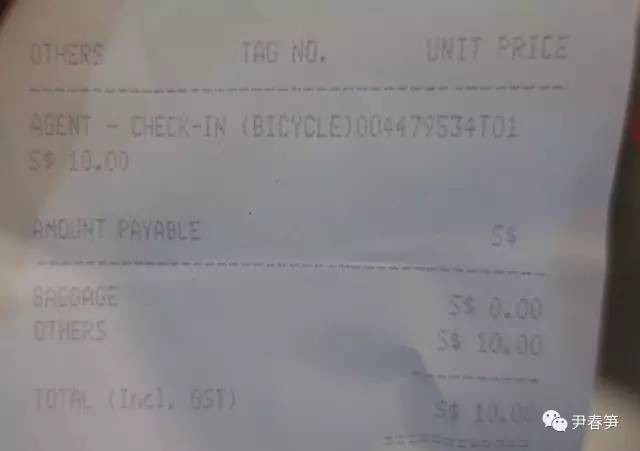 OTHERS TAG NO. UNIT PRICE
AGENT - CHECK-IN (BICYCLE)004479534T01
S$ 10.00
AMOUNT PAYABLE S$
BAGGAGE S$ 0.00
OTHERS S$ 10.00
TOTAL (Incl. GST) S$ 10.00
尹春笋